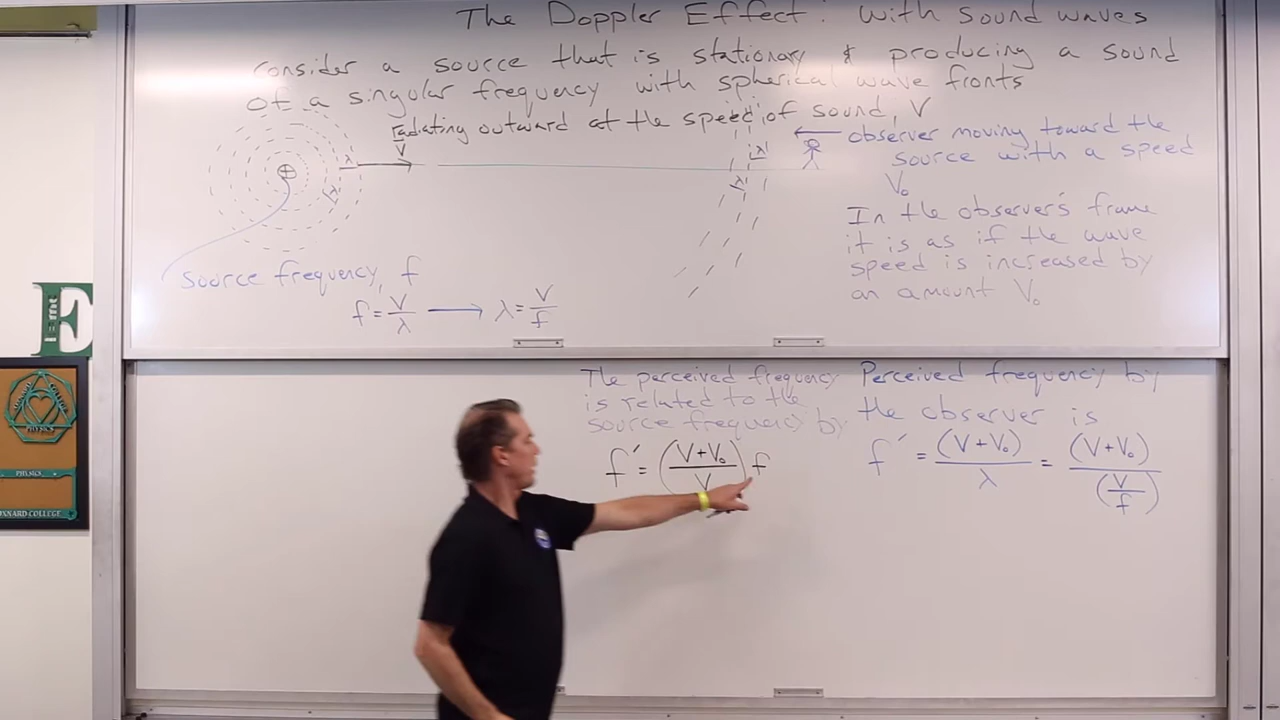 The Doppler Effect: with sound waves
consider a source that is stationary & producing a sound
of a singular frequency with spherical wave fronts
radiating outward at the speed of sound, V
V
λ
λ
λ
λ
observer moving toward the
source with a speed
V₀
In the observer's frame
it is as if the wave
speed is increased by
an amount V₀
source frequency, f
f = V/λ → λ = V/f
The perceived frequency
is related to the
source frequency by
f' = ((V+V₀)/V) f
Perceived frequency by
the observer is
f' = (V+V₀)/λ = (V+V₀)/(V/f)
E
PHYSICS
PHYSICS